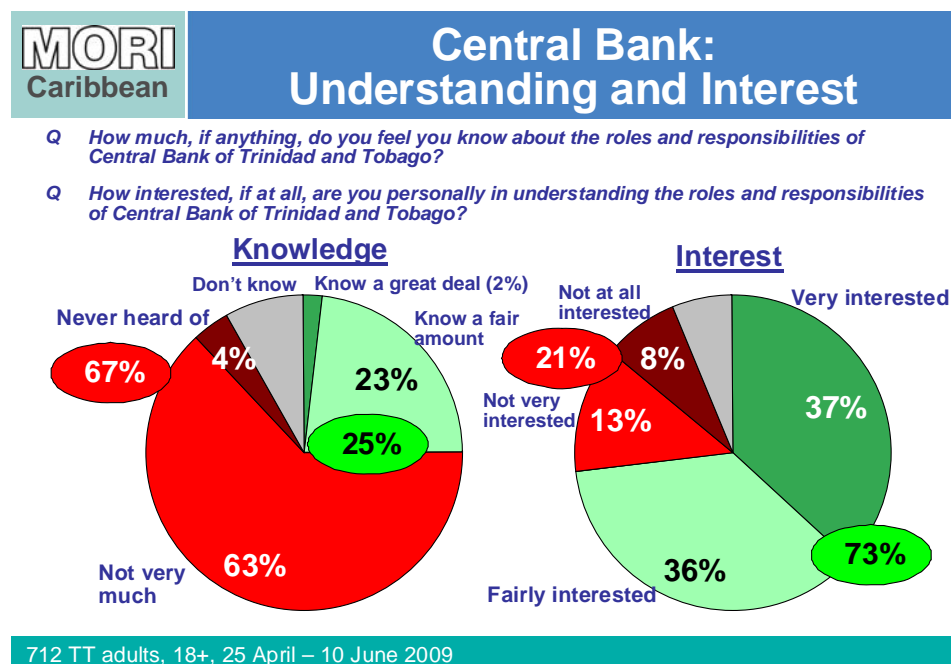 MORI
Caribbean
Central Bank:
Understanding and Interest
Q How much, if anything, do you feel you know about the roles and responsibilities of
Central Bank of Trinidad and Tobago?
Q How interested, if at all, are you personally in understanding the roles and responsibilities
of Central Bank of Trinidad and Tobago?
Knowledge
Don't know
Know a great deal (2%)
Never heard of
Know a fair
amount
67%
4%
23%
25%
63%
Not very
much
Interest
Not at all
interested
Very interested
21%
8%
Not very
interested
13%
37%
73%
36%
Fairly interested
712 TT adults, 18+, 25 April – 10 June 2009